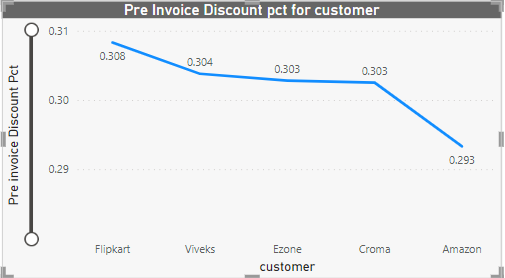 Pre Invoice Discount pct for customer
Pre invoice Discount Pct
0.31
0.30
0.29
0.308
0.304
0.303
0.303
0.293
Flipkart Viveks Ezone Croma Amazon
customer